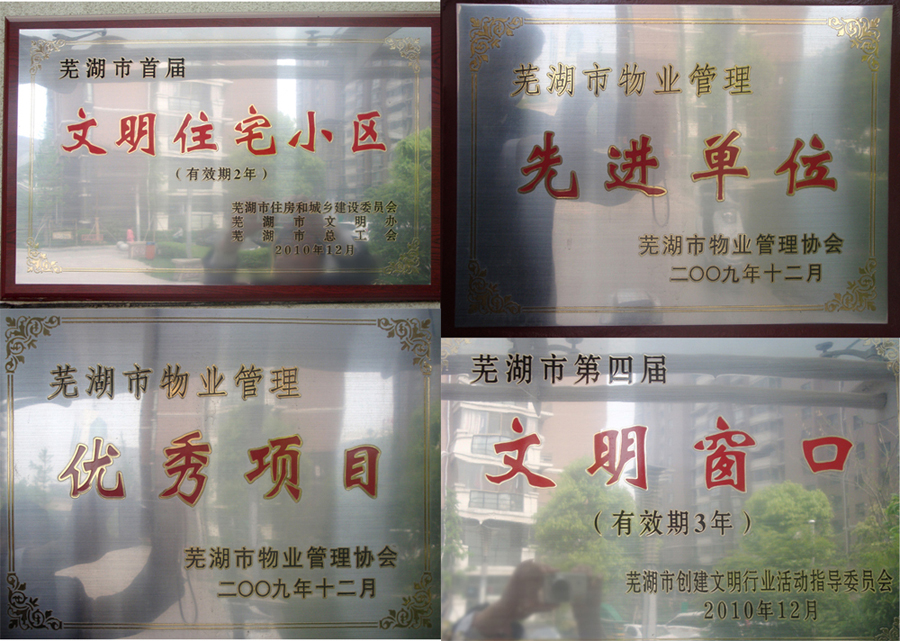 芜湖市首届
文明住宅小区
（有效期2年）
芜湖市住房和城乡建设委员会
芜湖市文明办
芜湖市总工会
2010年12月
芜湖市物业管理
先进单位
芜湖市物业管理协会
二〇〇九年十二月
芜湖市物业管理
优秀项目
芜湖市物业管理协会
二〇〇九年十二月
芜湖市第四届
文明窗口
（有效期3年）
芜湖市创建文明行业活动指导委员会
2010年12月